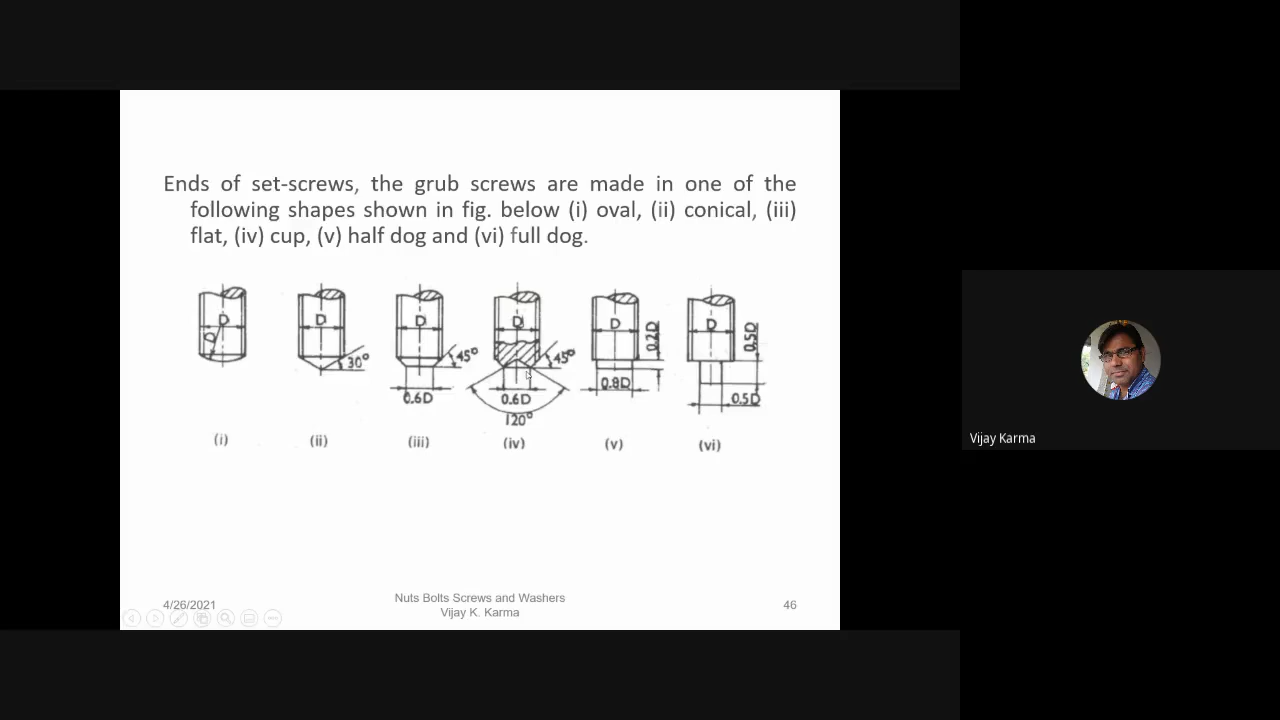 Ends of set-screws, the grub screws are made in one of the
following shapes shown in fig. below (i) oval, (ii) conical, (iii)
flat, (iv) cup, (v) half dog and (vi) full dog.
D
D
30°
D
D
45°
0.6D
D
45°
0.6D
120°
D
0.2D
0.8D
D
0.5D
0.5D
(i) (ii) (iii) (iv) (v) (vi)
Vijay Karma
4/26/2021
Nuts Bolts Screws and Washers
Vijay K. Karma
46